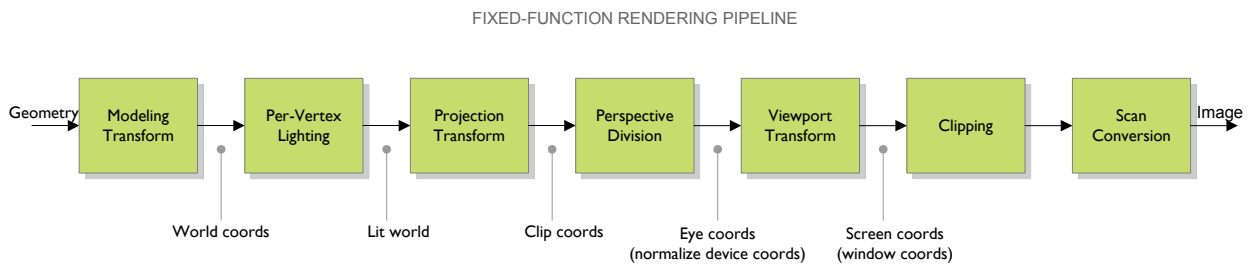 FIXED-FUNCTION RENDERING PIPELINE
Geometry
Modeling
Transform
Per-Vertex
Lighting
Projection
Transform
Perspective
Division
Viewport
Transform
Clipping
Scan
Conversion
Image
World coords
Lit world
Clip coords
Eye coords
(normalize device coords)
Screen coords
(window coords)